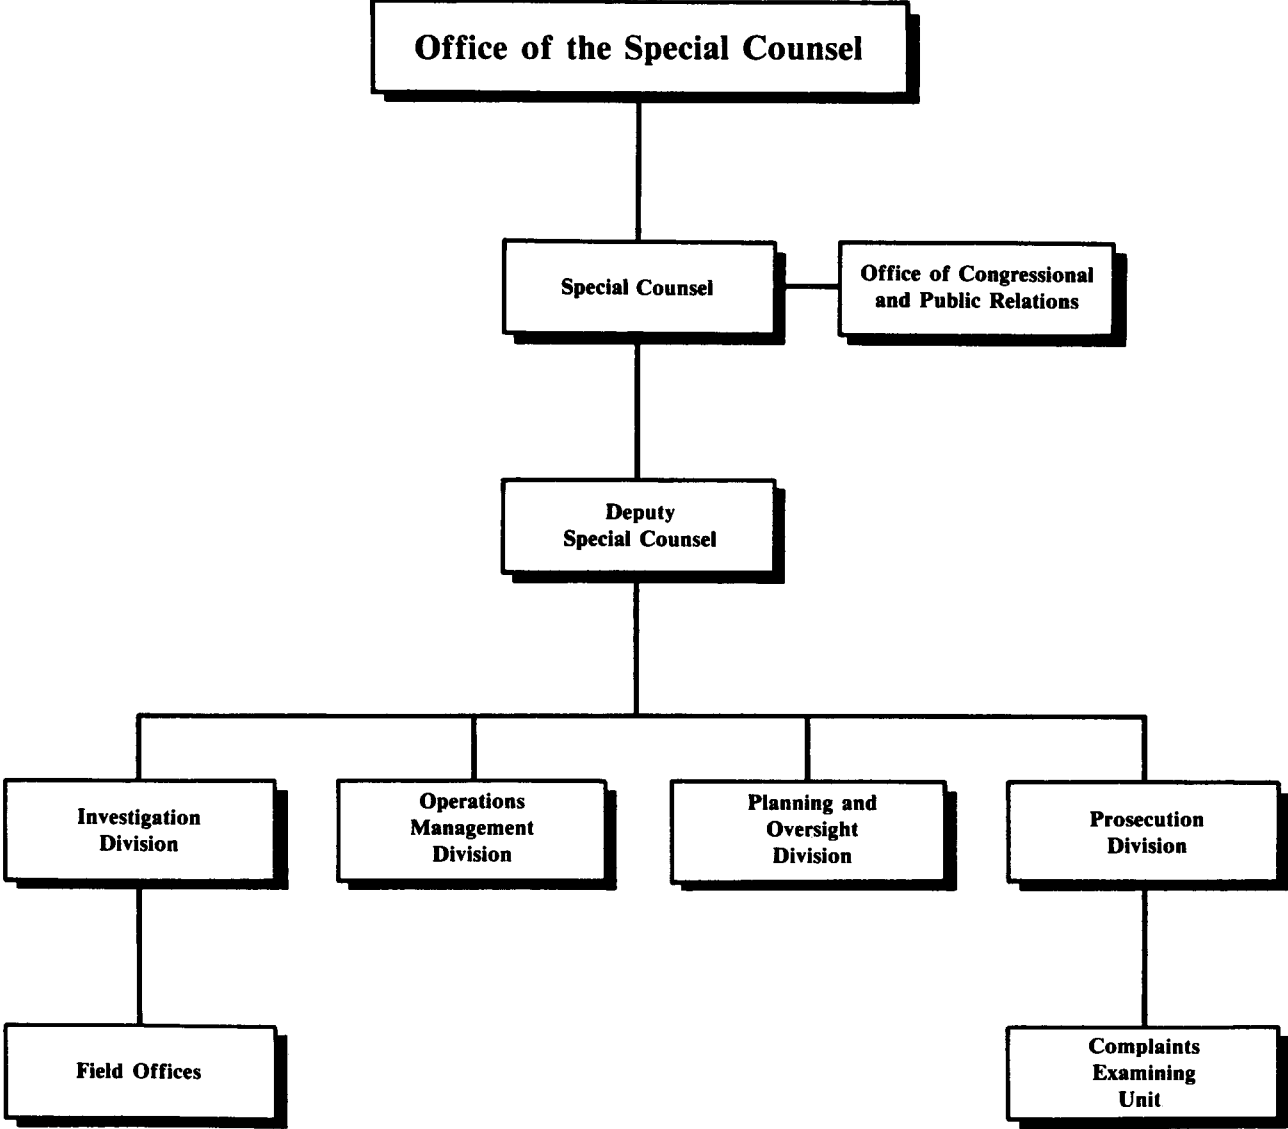 Office of the Special Counsel
Special Counsel
Office of Congressional
and Public Relations
Deputy
Special Counsel
Investigation
Division
Operations
Management
Division
Planning and
Oversight
Division
Prosecution
Division
Field Offices
Complaints
Examining
Unit